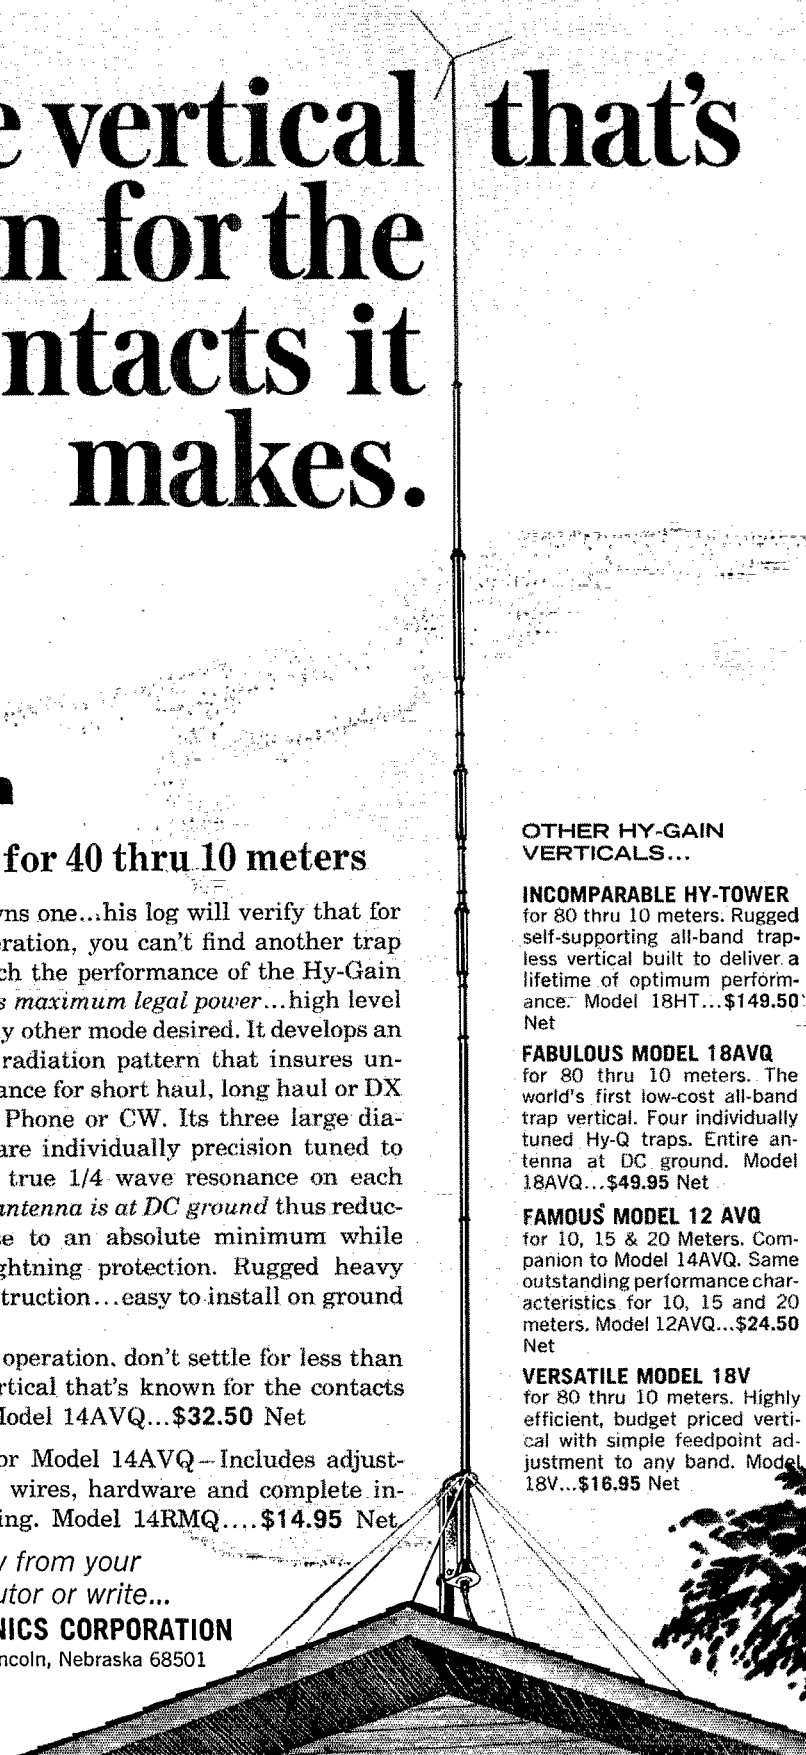 e vertical that's
n for the
ntacts it
makes.
for 40 thru 10 meters
ns one...his log will verify that for
eration, you can't find another trap
ch the performance of the Hy-Gain
s maximum legal power...high level
y other mode desired. It develops an
radiation pattern that insures un-
ance for short haul, long haul or DX
Phone or CW. Its three large dia-
are individually precision tuned to
true 1/4 wave resonance on each
antenna is at DC ground thus reduc-
se to an absolute minimum while
ghtning protection. Rugged heavy
truction...easy to install on ground
operation, don't settle for less than
rtical that's known for the contacts
Model 14AVQ...$32.50 Net
or Model 14AVQ—Includes adjust-
wires, hardware and complete in-
ing. Model 14RMQ....$14.95 Net.
y from your
utor or write...
NICS CORPORATION
ncoln, Nebraska 68501
OTHER HY-GAIN
VERTICALS...
INCOMPARABLE HY-TOWER
for 80 thru 10 meters. Rugged
self-supporting all-band trap-
less vertical built to deliver a
lifetime of optimum perform-
ance. Model 18HT...$149.50
Net
FABULOUS MODEL 18AVQ
for 80 thru 10 meters. The
world's first low-cost all-band
trap vertical. Four individually
tuned Hy-Q traps. Entire an-
tenna at DC ground. Model
18AVQ...$49.95 Net
FAMOUS MODEL 12 AVQ
for 10, 15 & 20 Meters. Com-
panion to Model 14AVQ. Same
outstanding performance char-
acteristics for 10, 15 and 20
meters. Model 12AVQ...$24.50
Net
VERSATILE MODEL 18V
for 80 thru 10 meters. Highly
efficient, budget priced verti-
cal with simple feedpoint ad-
justment to any band. Model
18V...$16.95 Net